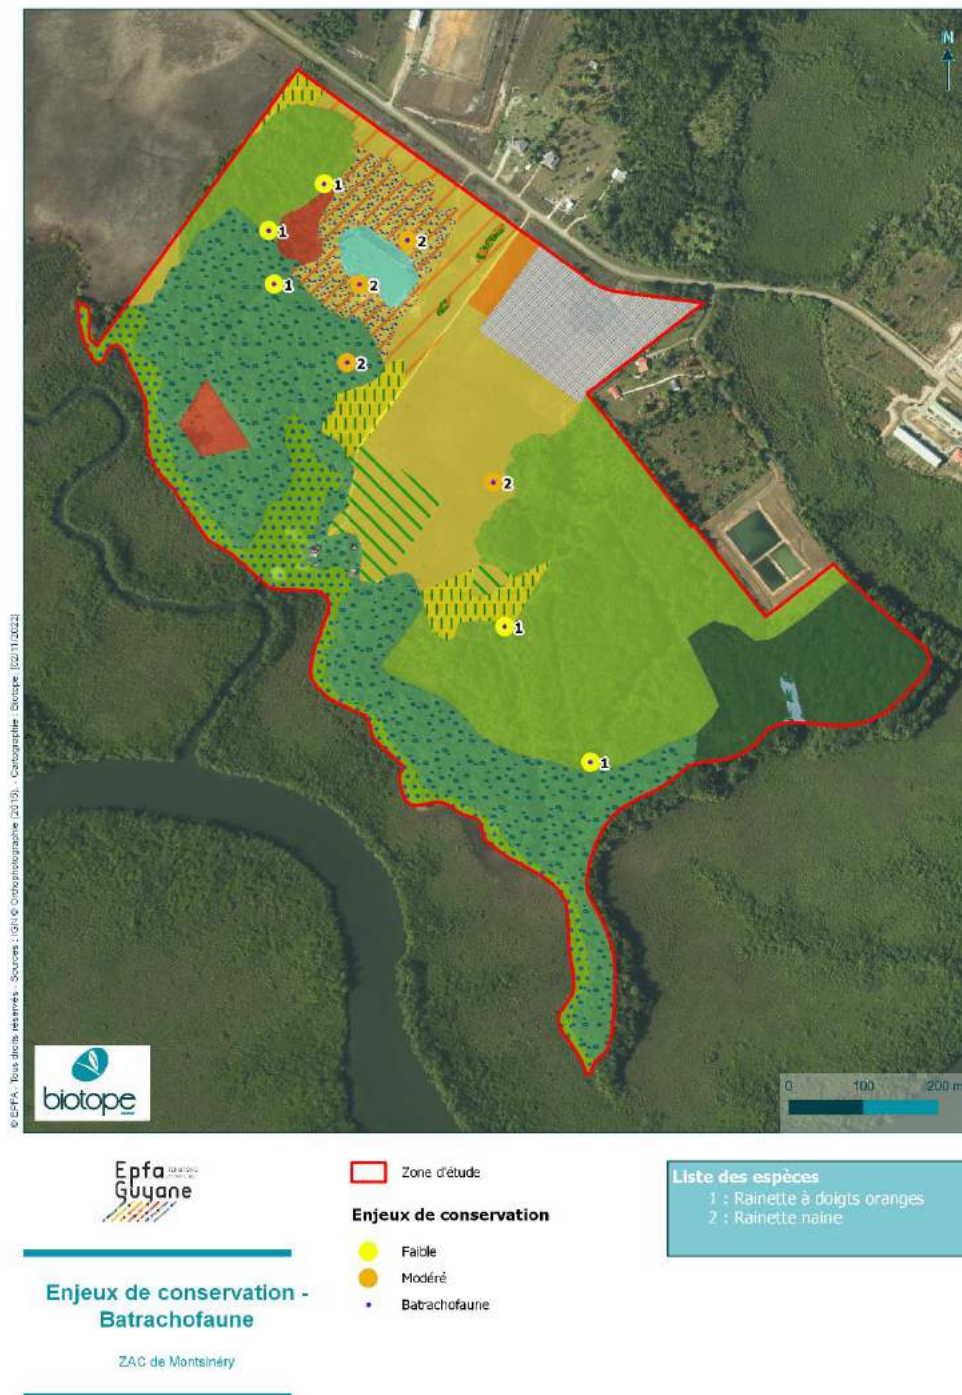 N
1
1
2
1
2
2
2
1
1
© EPFA - Tous droits réservés - Sources : IGN © Orthophotographie (2015). - Cartographie : Biotope, [02/11/2022]
biotope
0 100 200 m
Epfa
Guyane
Zone d'étude
Enjeux de conservation
Faible
Modéré
Batrachofaune
Liste des espèces
1 : Rainette à doigts oranges
2 : Rainette naine
Enjeux de conservation -
Batrachofaune
ZAC de Montsinéry